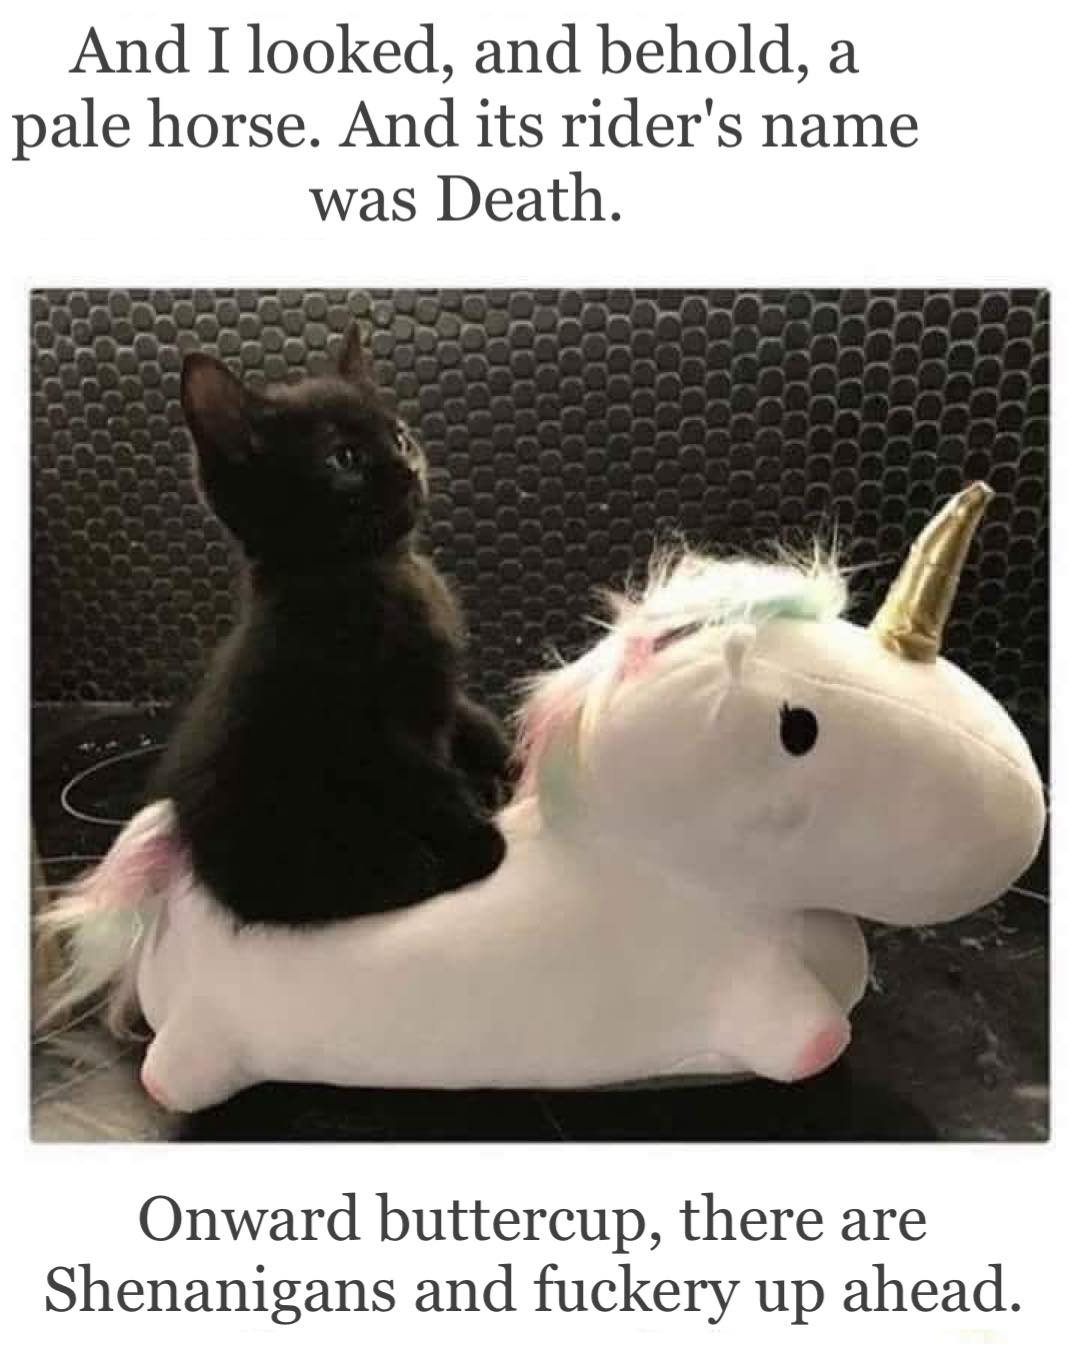 And I looked, and behold, a
pale horse. And its rider's name
was Death.
Onward buttercup, there are
Shenanigans and fuckery up ahead.